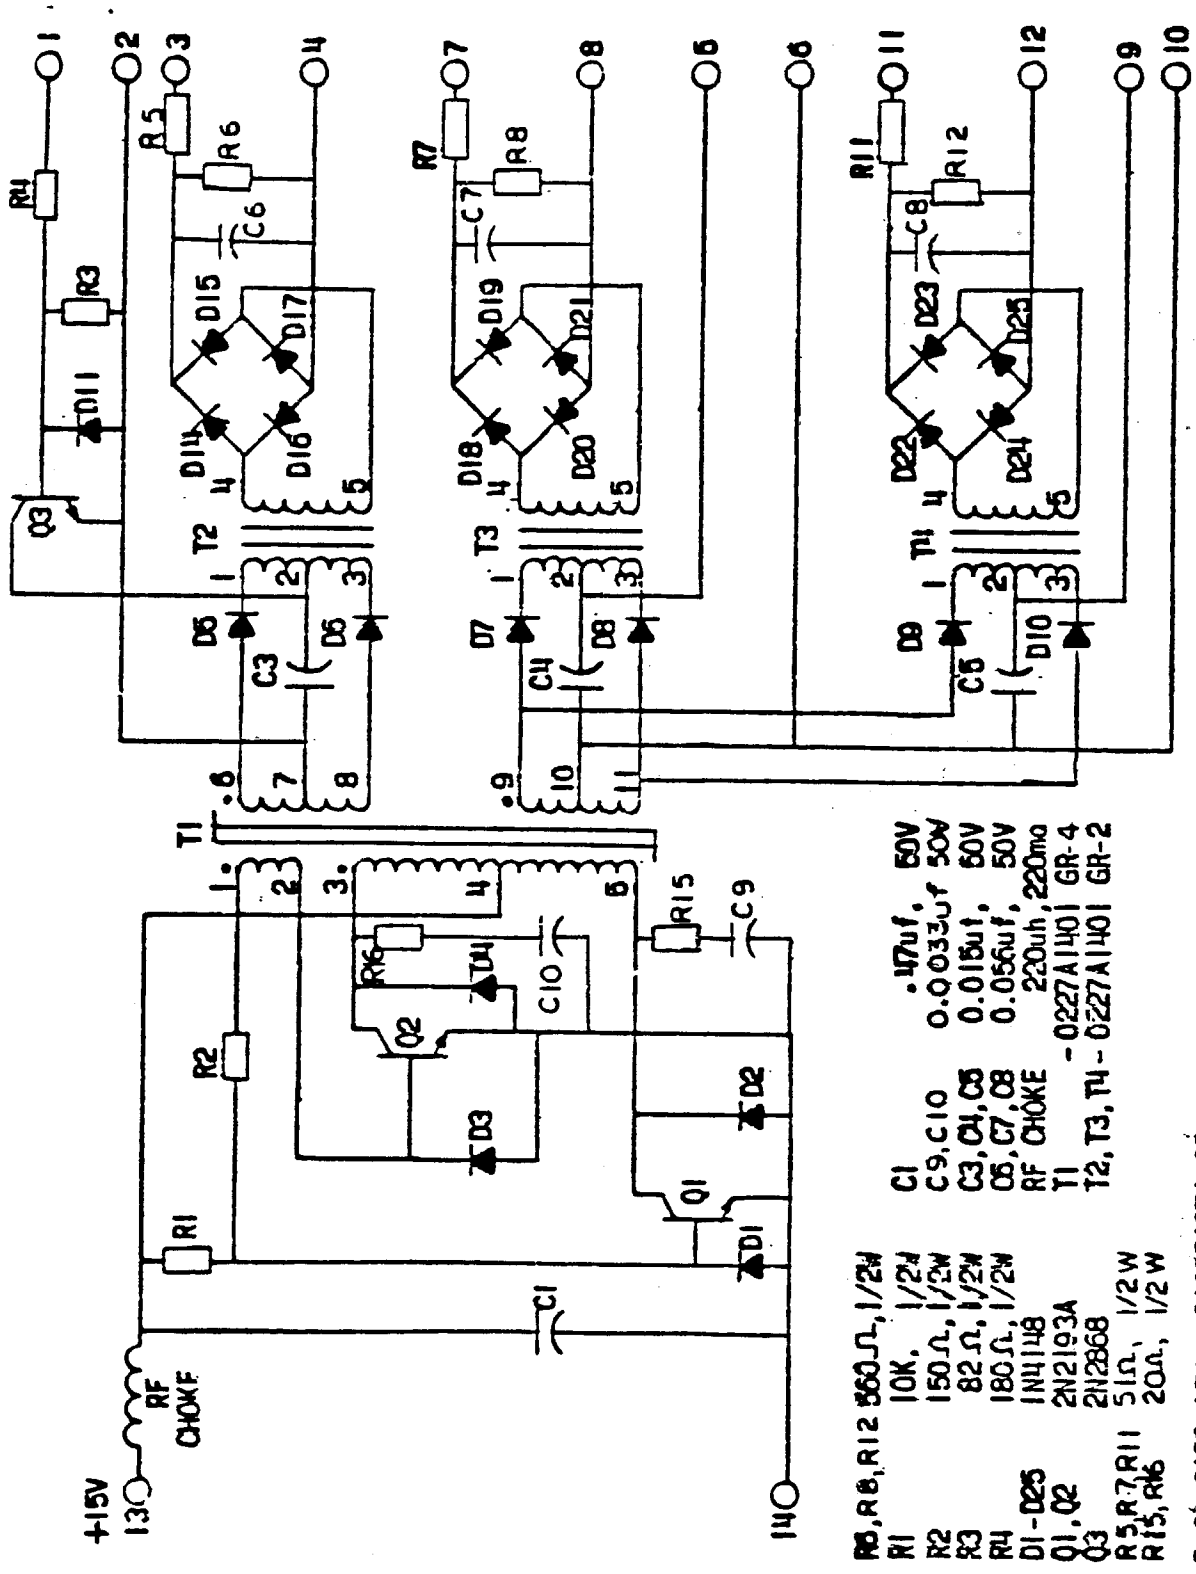 +15V
13
RF
CHOKE
14
C1
R1
R2
D1
Q1
D2
D3
Q2
D4
R16
C10
R15
C9
T1
1
2
3
4
5
6
7
8
9
10
11
D5
D5
C3
D7
D8
C4
D9
D10
C5
T2
1
2
3
4
5
T3
1
2
3
4
5
T4
1
2
3
4
5
Q3
D11
R3
R4
D14
D15
D16
D17
C6
R6
R5
D18
D19
D20
D21
C7
R8
R7
D22
D23
D24
D25
C8
R12
R11
1
2
3
4
7
8
5
6
11
12
9
10
R6, R8, R12 560Ω, 1/2W
R1 10K, 1/2W
R2 150Ω, 1/2W
R3 82Ω, 1/2W
R4 180Ω, 1/2W
D1-D25 1N4148
Q1, Q2 2N2193A
Q3 2N2868
R5, R7, R11 51Ω, 1/2W
R15, R16 20Ω, 1/2W
C1 .47uf, 50V
C9, C10 0.0033uf 50V
C3, C4, C5 0.015uf, 50V
C6, C7, C8 0.056uf, 50V
RF CHOKE 220uh, 220ma
T1 - 0227A1401 GR-4
T2, T3, T4 - 0227A1401 GR-2